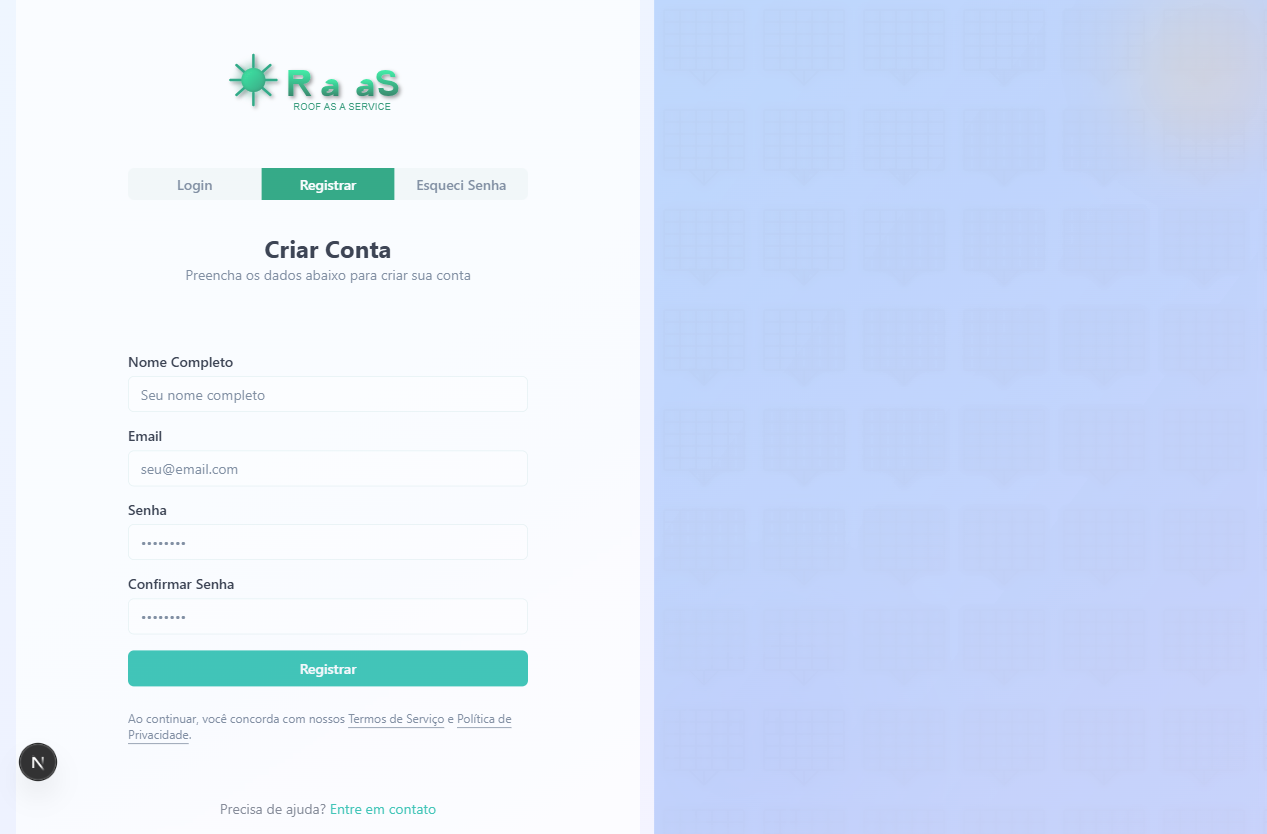 RaaS
ROOF AS A SERVICE
Login
Registrar
Esqueci Senha
Criar Conta
Preencha os dados abaixo para criar sua conta
Nome Completo
Seu nome completo
Email
seu@email.com
Senha
••••••••
Confirmar Senha
••••••••
Registrar
Ao continuar, você concorda com nossos Termos de Serviço e Política de
Privacidade.
N
Precisa de ajuda? Entre em contato